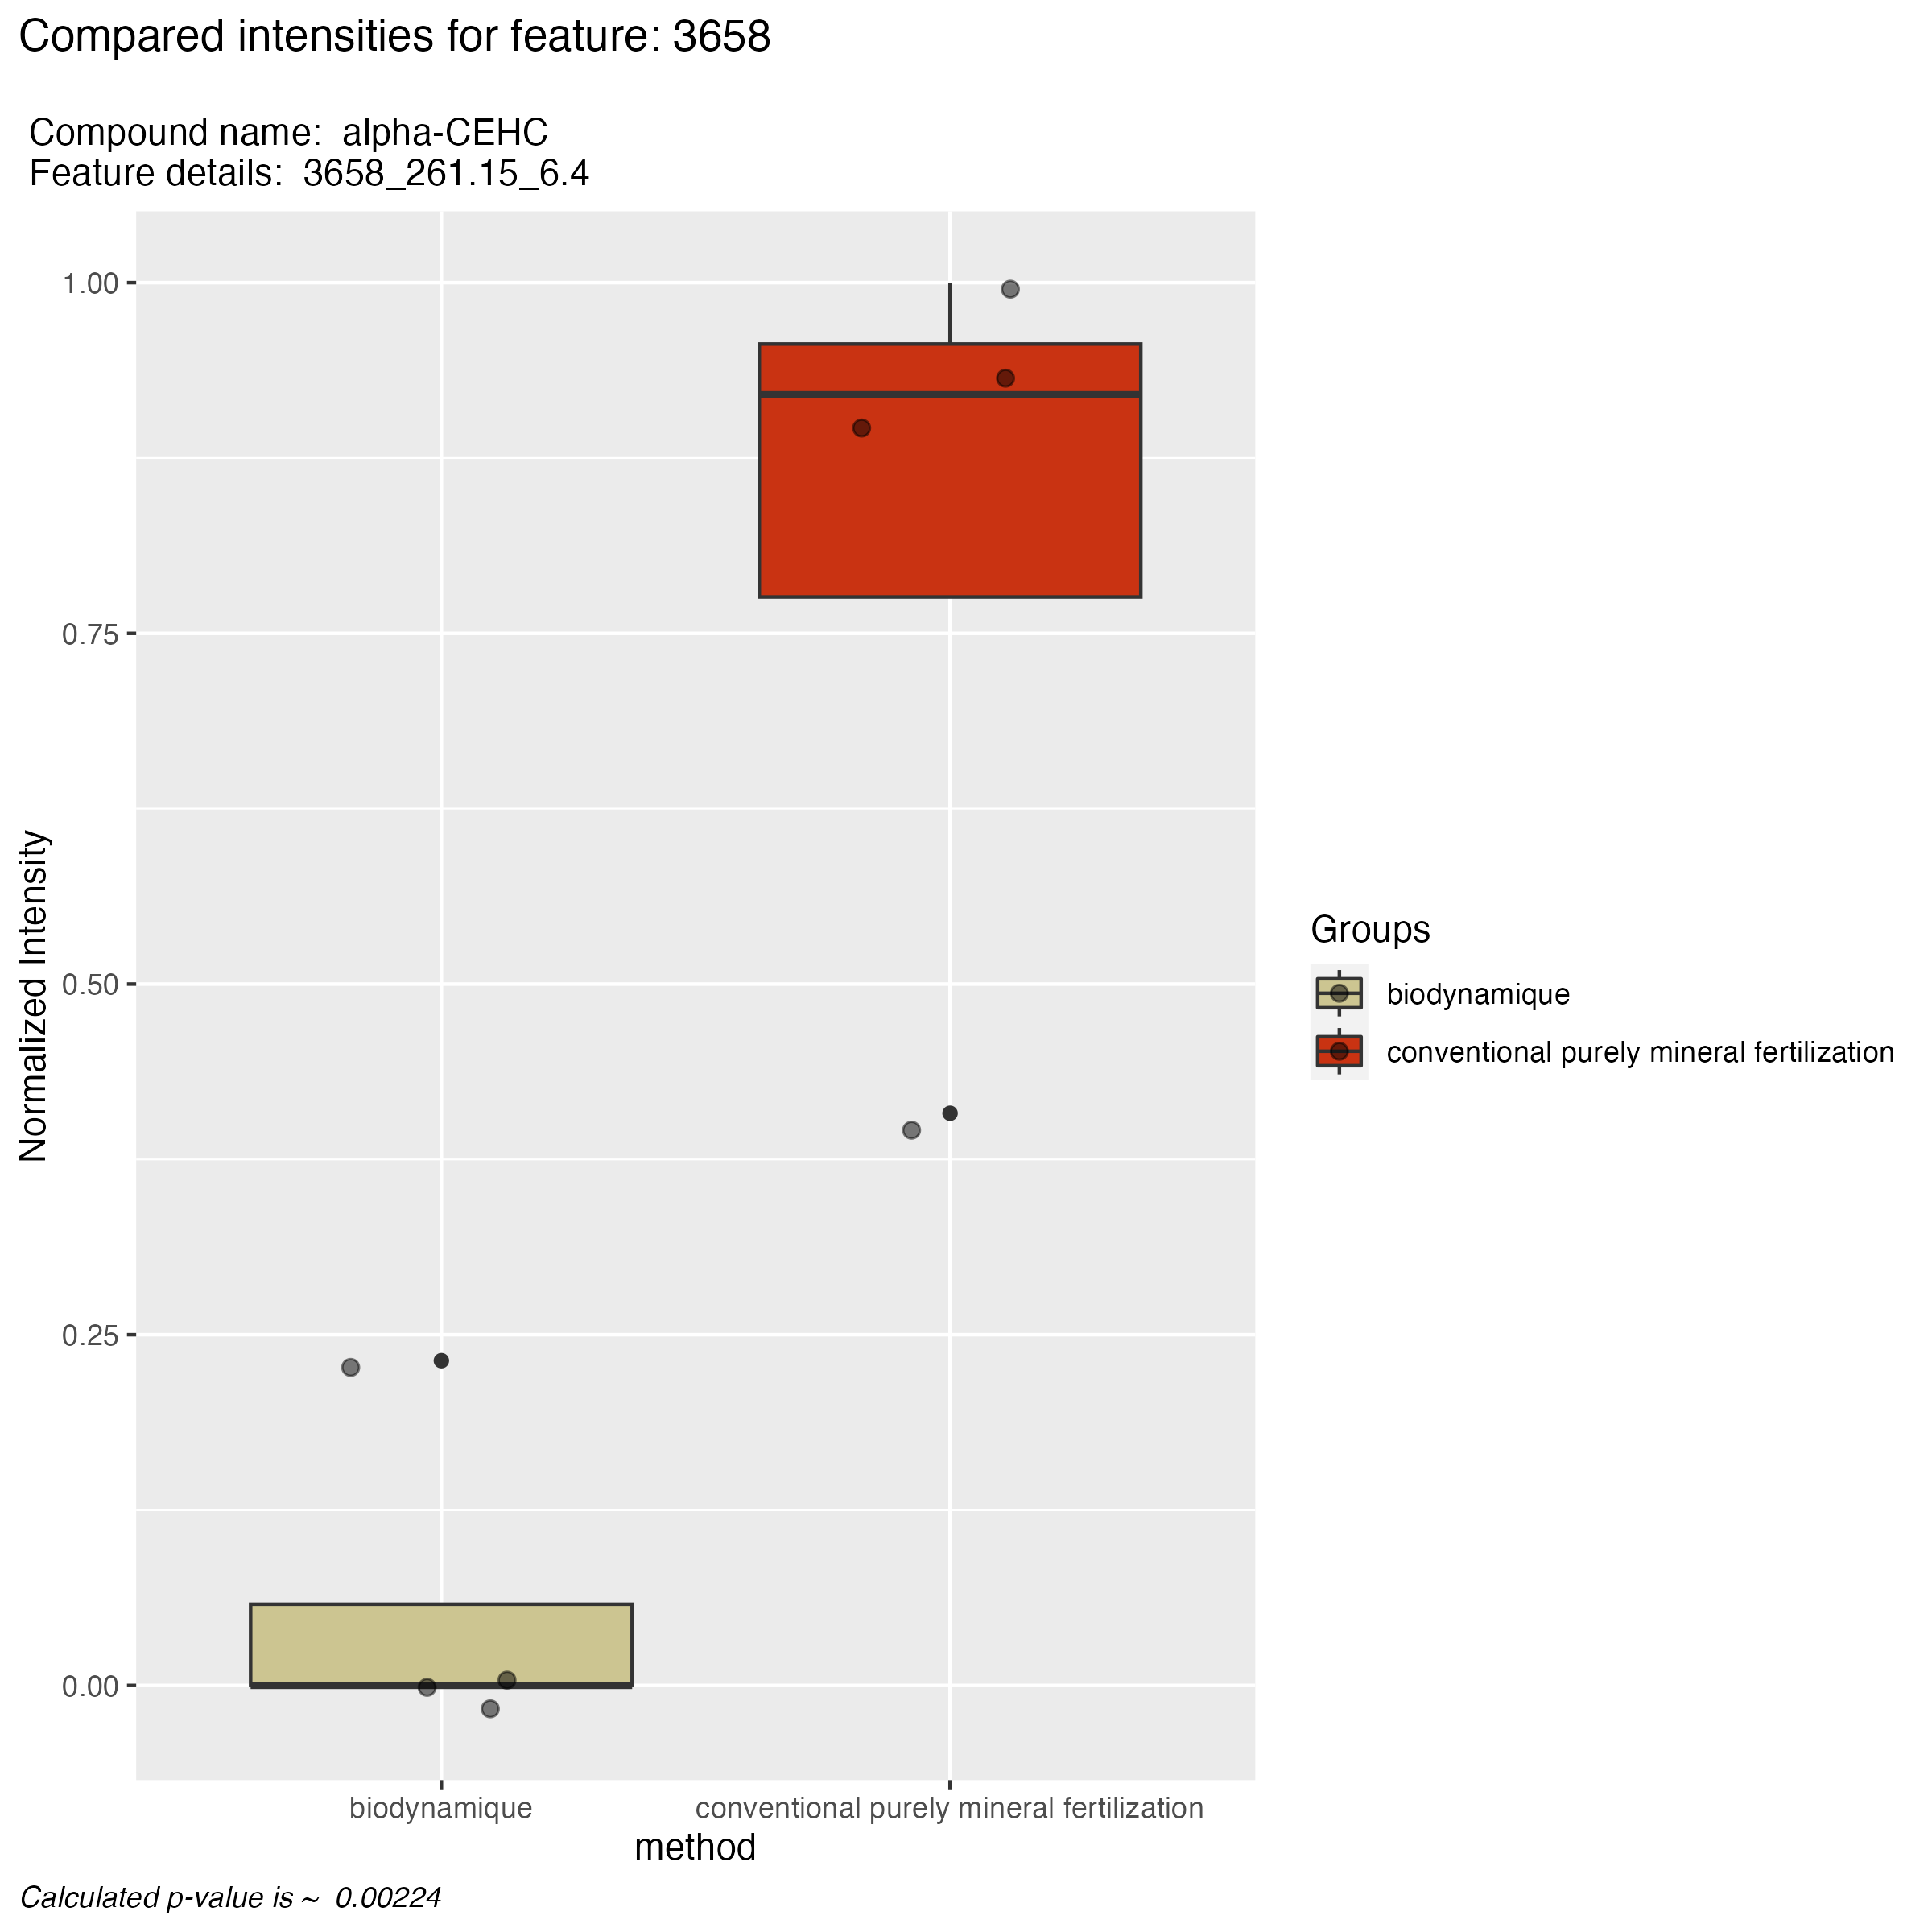 Compared intensities for feature: 3658
Compound name:  alpha-CEHC
Feature details:  3658_261.15_6.4
1.00
0.75
0.50
0.25
0.00
Normalized Intensity
biodynamique
conventional purely mineral fertilization
method
Groups
biodynamique
conventional purely mineral fertilization
Calculated p-value is ~  0.00224